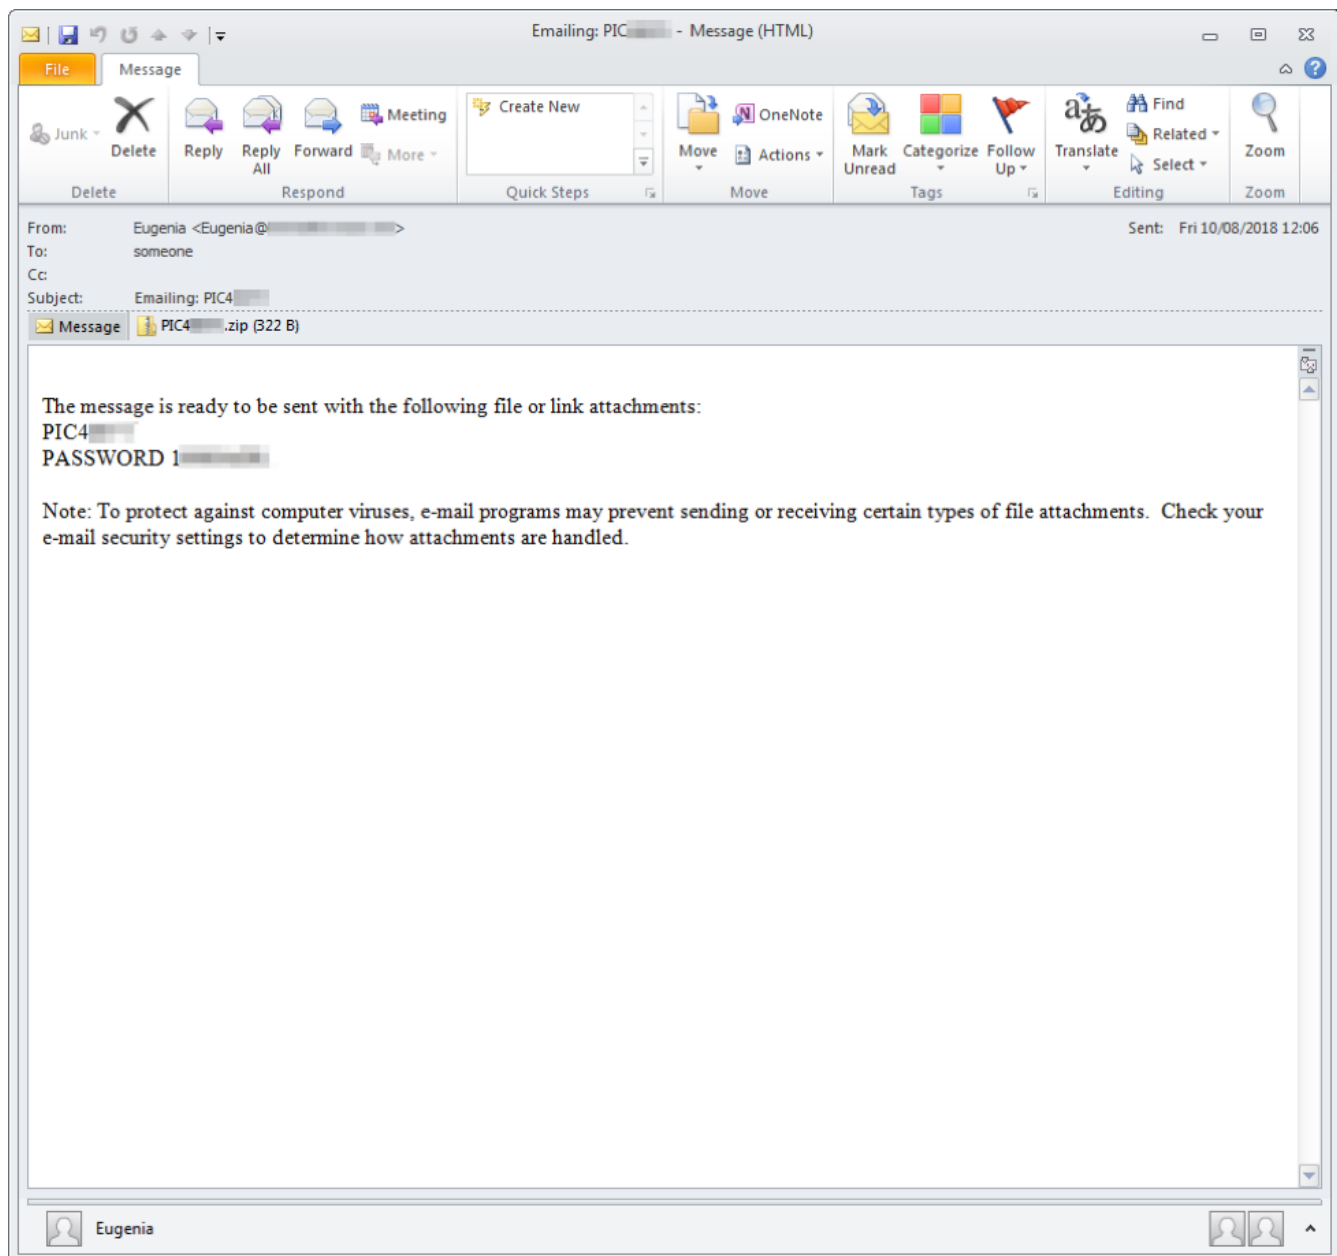 Emailing: PIC - Message (HTML)
File Message
Junk
Delete
Reply
Reply All
Forward
Meeting
More
Create New
Move
OneNote
Actions
Mark Unread
Categorize
Follow Up
Translate
Find
Related
Select
Zoom
Delete Respond Quick Steps Move Tags Editing Zoom
From: Eugenia <Eugenia@ > Sent: Fri 10/08/2018 12:06
To: someone
Cc:
Subject: Emailing: PIC4
Message PIC4 .zip (322 B)
The message is ready to be sent with the following file or link attachments:
PIC4
PASSWORD 1
Note: To protect against computer viruses, e-mail programs may prevent sending or receiving certain types of file attachments.  Check your
e-mail security settings to determine how attachments are handled.
Eugenia